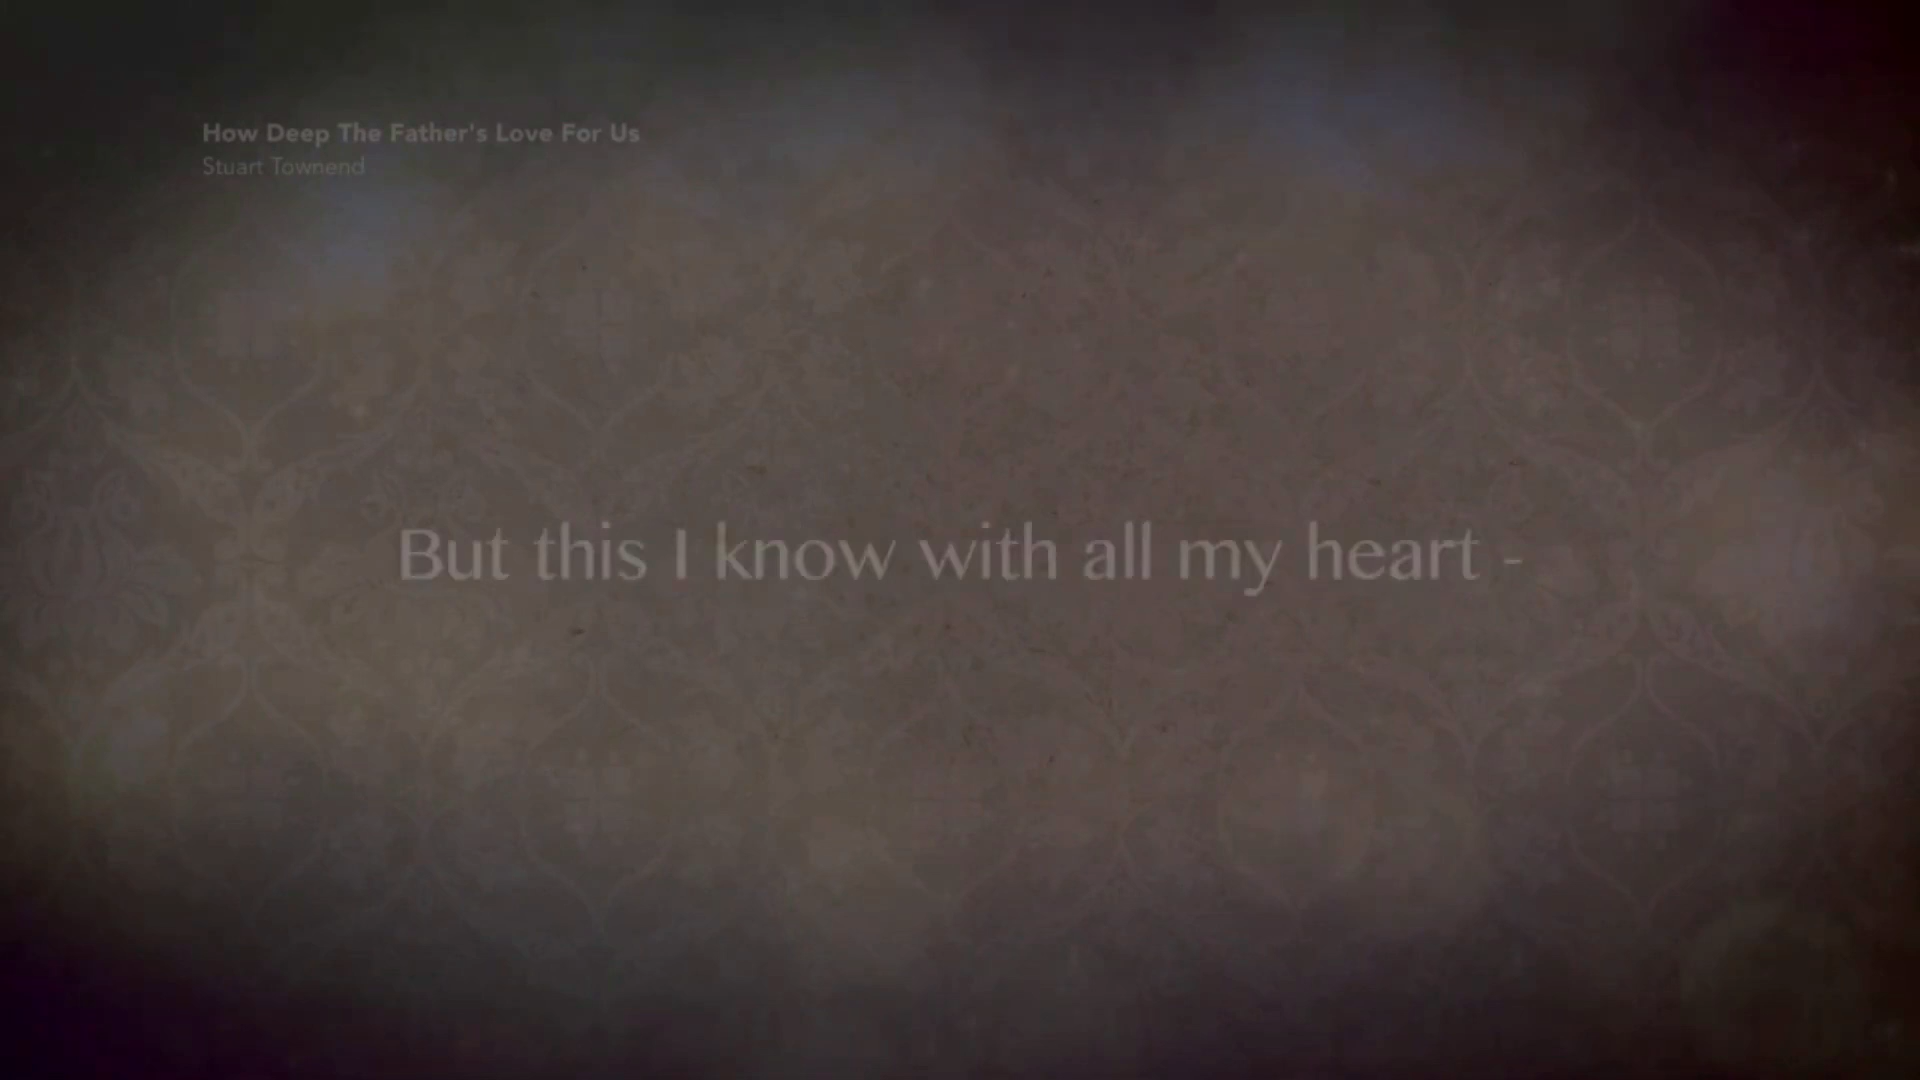 How Deep The Father's Love For Us
Stuart Townend
But this I know with all my heart -